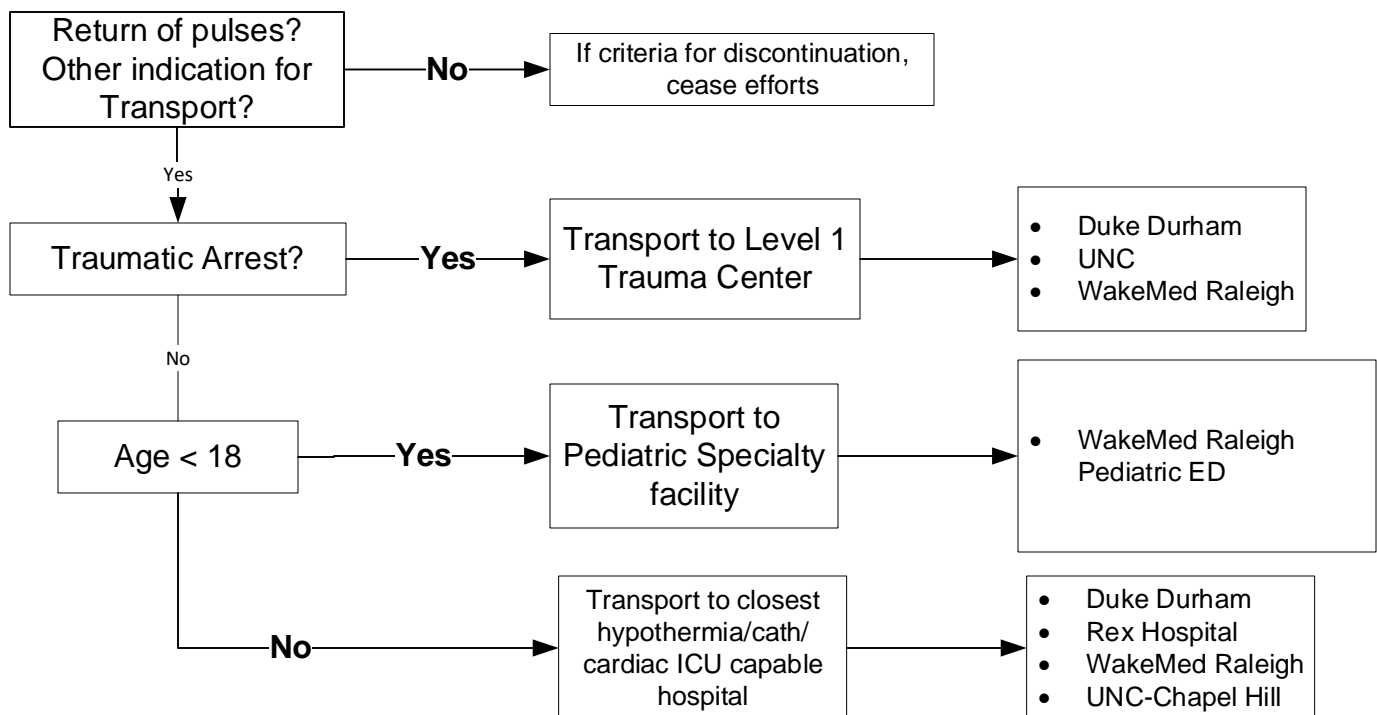 Return of pulses?
Other indication for
Transport?
No
If criteria for discontinuation,
cease efforts
Yes
Traumatic Arrest?
Yes
Transport to Level 1
Trauma Center
• Duke Durham
• UNC
• WakeMed Raleigh
No
Age < 18
Yes
Transport to
Pediatric Specialty
facility
• WakeMed Raleigh
Pediatric ED
No
Transport to closest
hypothermia/cath/
cardiac ICU capable
hospital
• Duke Durham
• Rex Hospital
• WakeMed Raleigh
• UNC-Chapel Hill